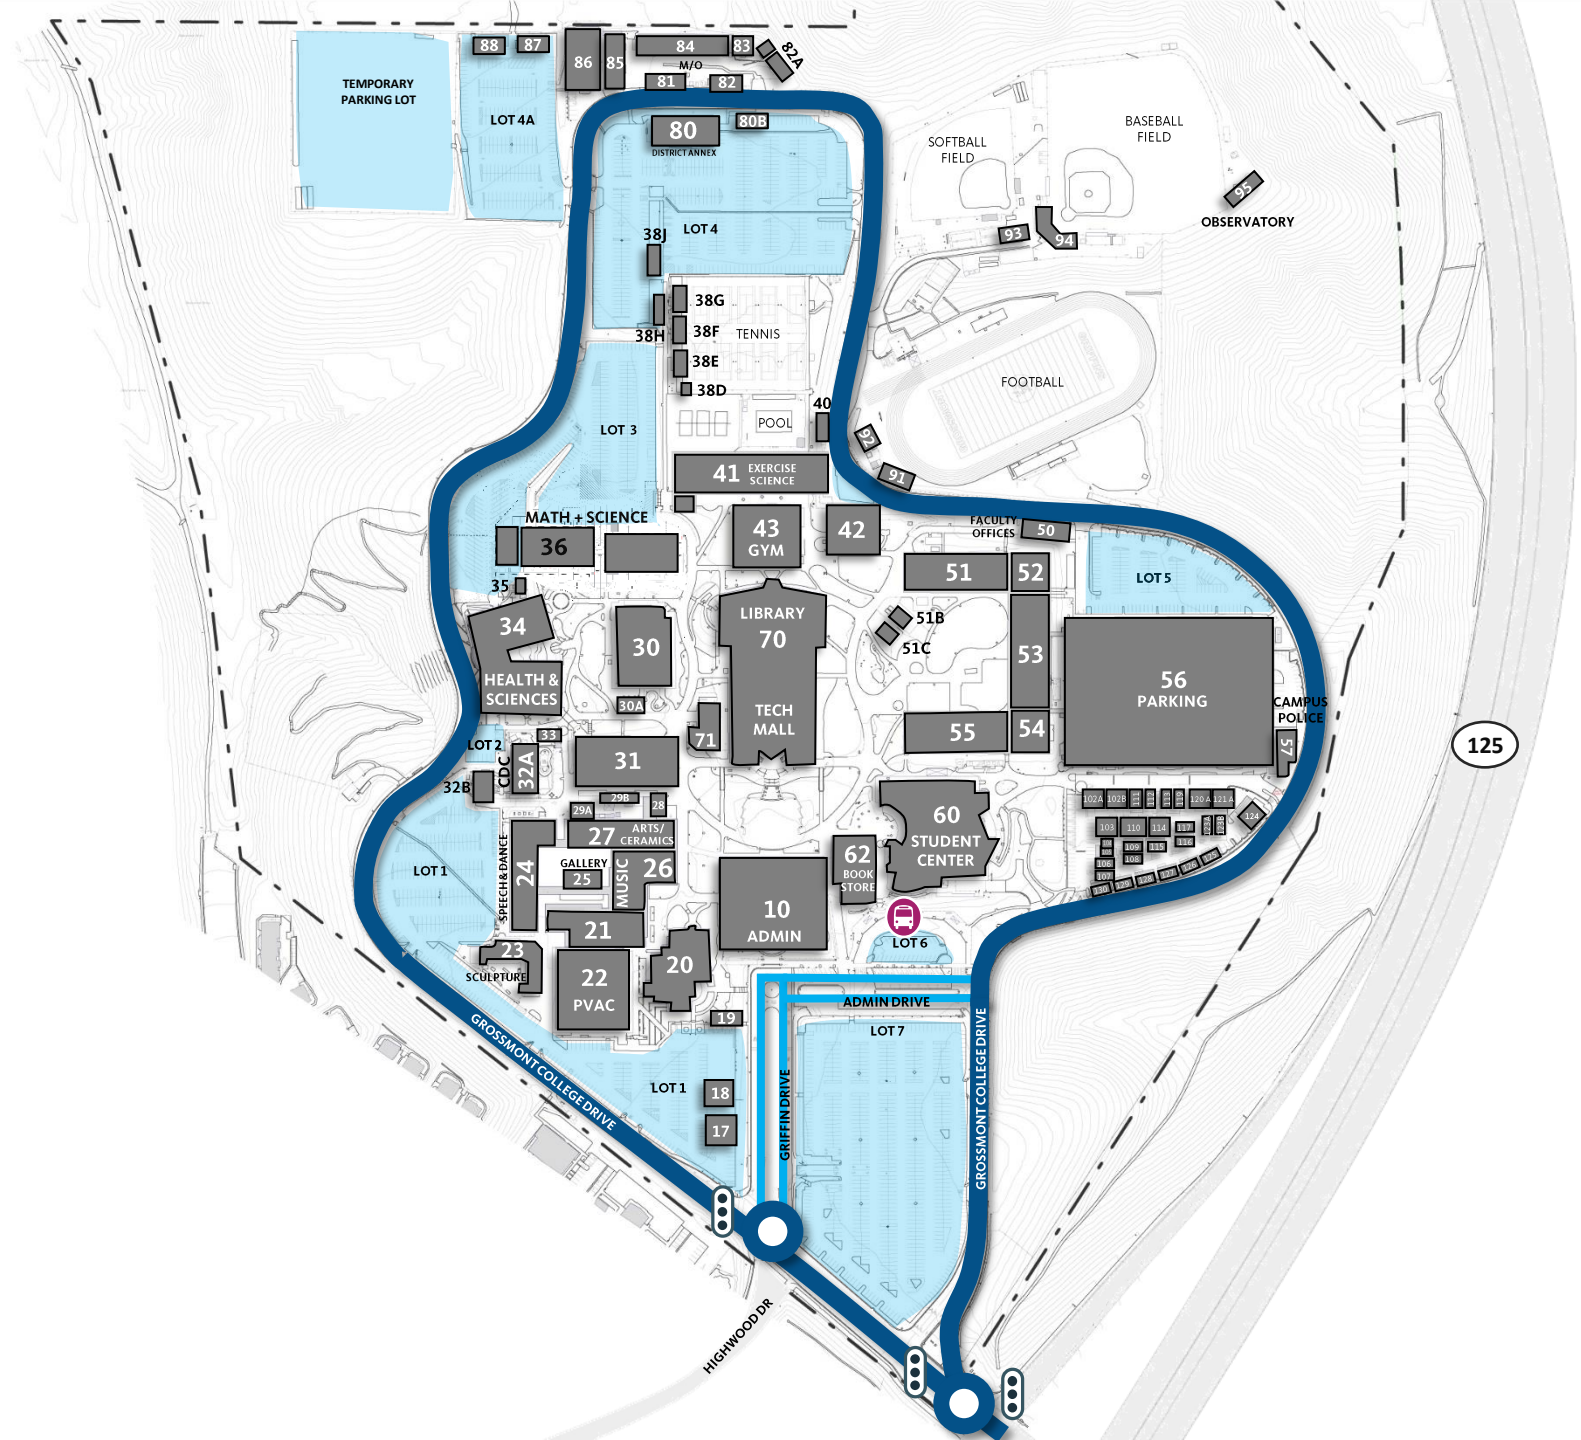 88
87
86
85
84
83
82A
M/O
81
82
TEMPORARY
PARKING LOT
LOT 4A
80
80B
DISTRICT ANNEX
SOFTBALL
FIELD
BASEBALL
FIELD
95
OBSERVATORY
LOT 4
38J
93
94
38G
38H
38F
TENNIS
38E
38D
FOOTBALL
40
POOL
LOT 3
92
91
41
EXERCISE
SCIENCE
MATH + SCIENCE
36
43
GYM
42
FACULTY
OFFICES
50
35
51
52
LOT 5
34
HEALTH &
SCIENCES
30
30A
LIBRARY
70
TECH
MALL
51B
51C
53
56
PARKING
CAMPUS
POLICE
57
125
LOT 2
33
CDC
32A
32B
31
71
55
54
29B
29A
28
27
ARTS/
CERAMICS
102A
102B
111
112
113
119
120 A
121 A
124
103
110
114
117
123A
123B
116
109
115
108
106
107
130
129
128
127
126
125
60
STUDENT
CENTER
62
BOOK
STORE
LOT 1
SPEECH & DANCE
24
GALLERY
25
MUSIC
26
10
ADMIN
21
23
SCULPTURE
22
PVAC
20
19
LOT 6
ADMIN DRIVE
LOT 7
GROSSMONT COLLEGE DRIVE
LOT 1
18
17
GRIFFIN DRIVE
GROSSMONT COLLEGE DRIVE
HIGHWOOD DR